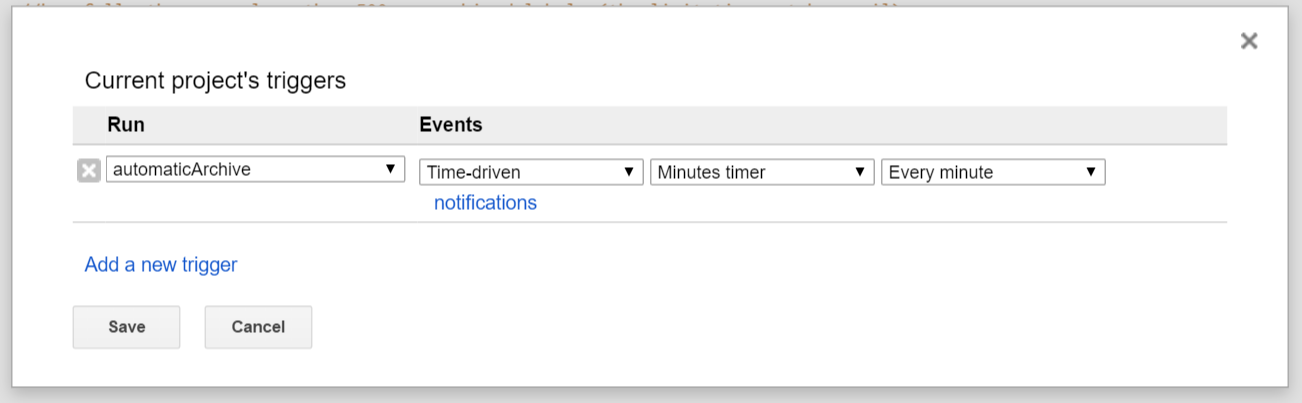 Current project's triggers
Run Events
automaticArchive Time-driven Minutes timer Every minute
notifications
Add a new trigger
Save Cancel